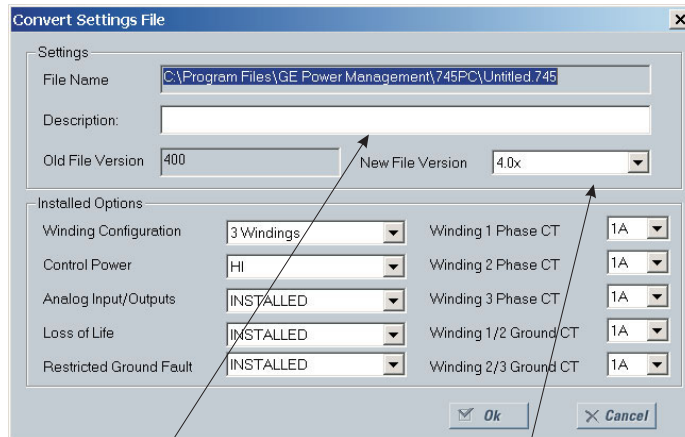 Convert Settings File
Settings
File Name C:\Program Files\GE Power Management\745PC\Untitled.745
Description:
Old File Version 400 New File Version 4.0x
Installed Options
Winding Configuration 3 Windings Winding 1 Phase CT 1A
Control Power HI Winding 2 Phase CT 1A
Analog Input/Outputs INSTALLED Winding 3 Phase CT 1A
Loss of Life INSTALLED Winding 1/2 Ground CT 1A
Restricted Ground Fault INSTALLED Winding 2/3 Ground CT 1A
Ok Cancel